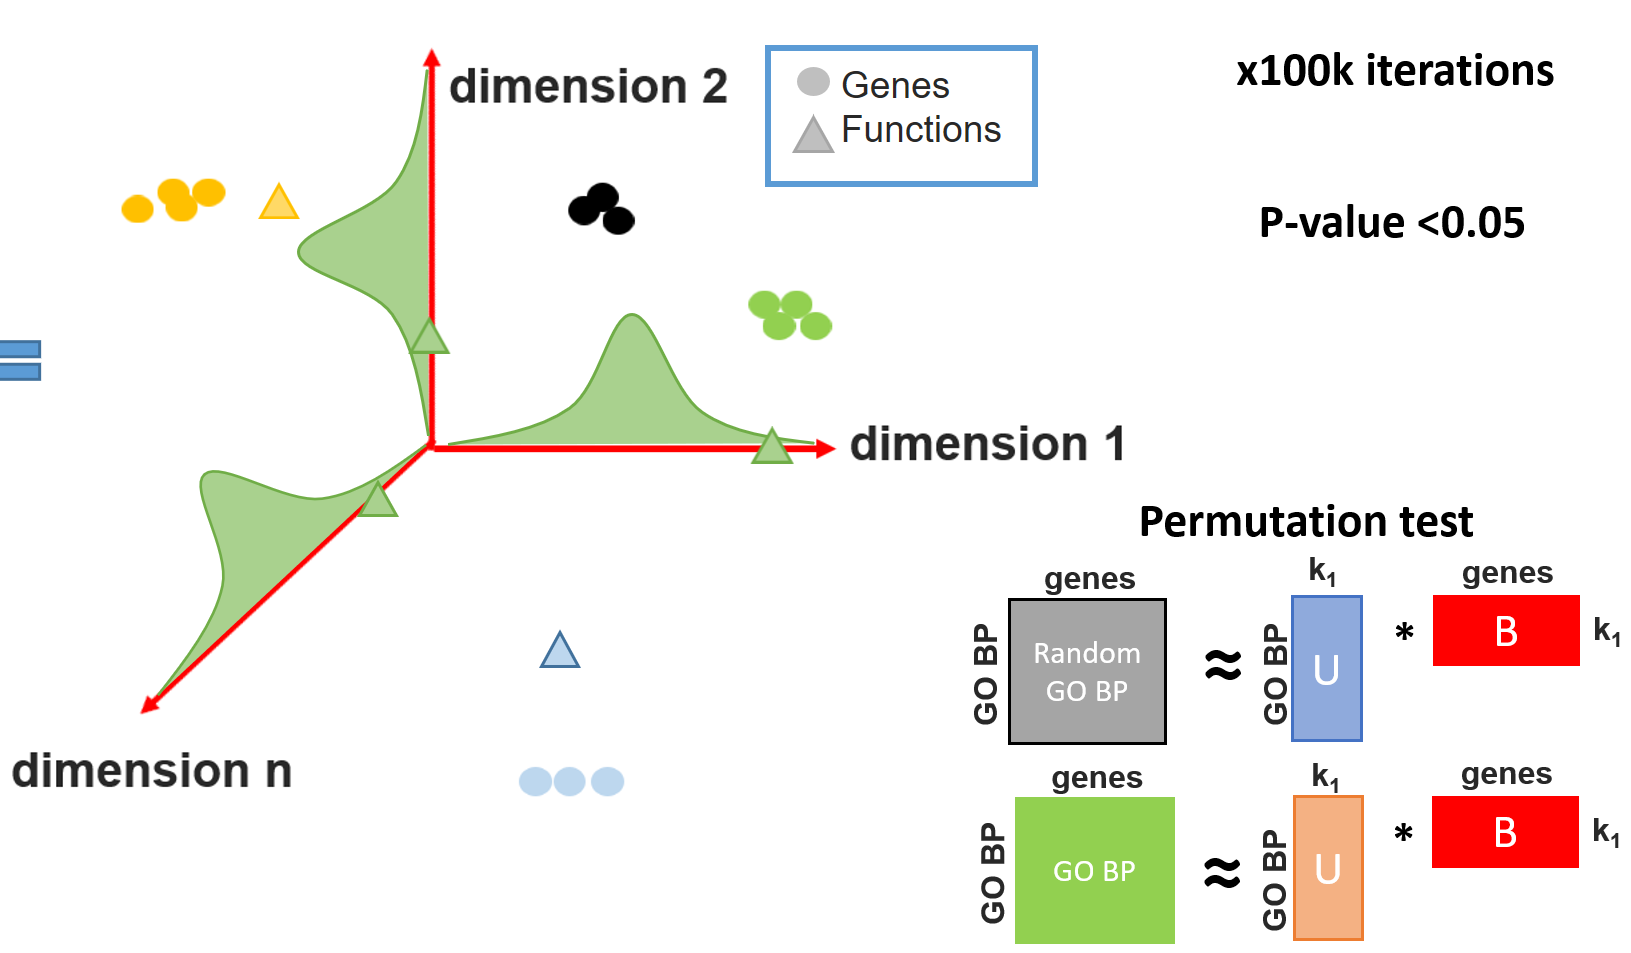 dimension 2
Genes
Functions
x100k iterations
P-value <0.05
dimension 1
dimension n
Permutation test
genes
k1
genes
GO BP
Random
GO BP
≈
GO BP
U
*
B
k1
genes
k1
genes
GO BP
GO BP
≈
GO BP
U
*
B
k1